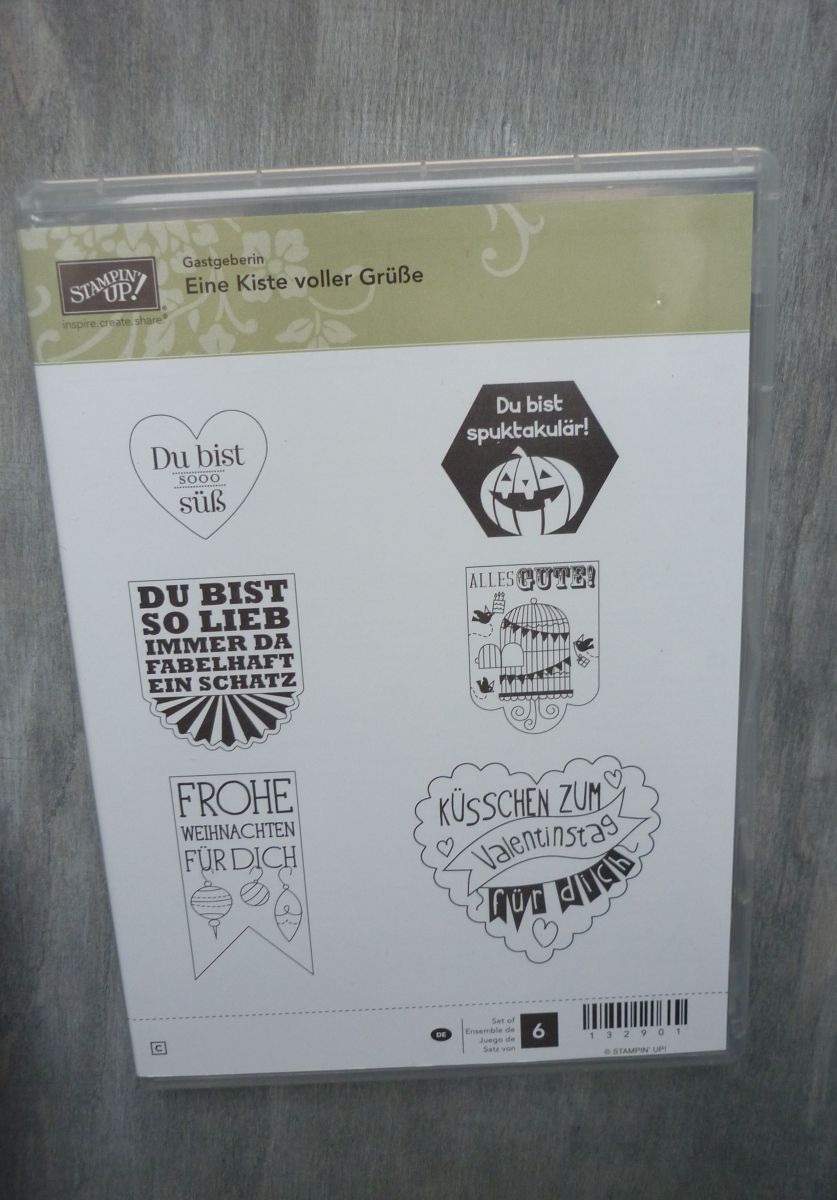 STAMPIN' UP!®
inspire.create.share.®
Gastgeberin
Eine Kiste voller Grüße
Du bist
sooo
süß
Du bist
spuktakulär!
DU BIST
SO LIEB
IMMER DA
FABELHAFT
EIN SCHATZ
ALLES GUTE!
FROHE
WEIHNACHTEN
FÜR DICH
KÜSSCHEN ZUM
Valentinstag
für dich
C
DE
Set of
Ensemble de
Juego de
Satz von
6
132901
© STAMPIN' UP!